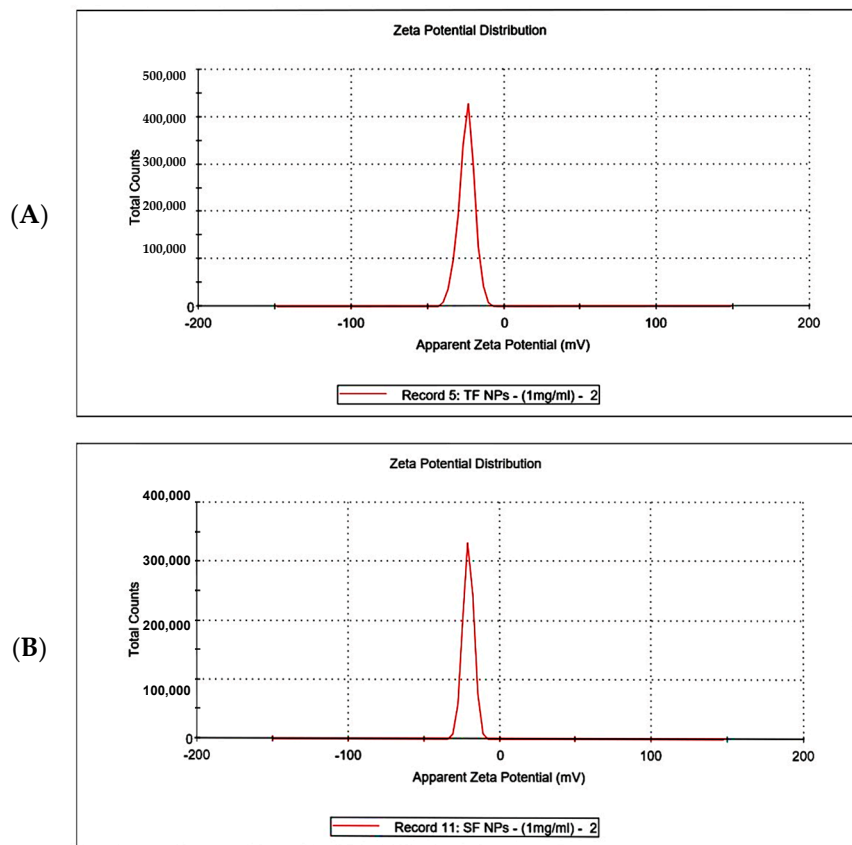 (A)
Zeta Potential Distribution
500,000
400,000
300,000
200,000
100,000
0
Total Counts
-200 -100 0 100 200
Apparent Zeta Potential (mV)
Record 5: TF NPs - (1mg/ml) - 2
(B)
Zeta Potential Distribution
400,000
300,000
200,000
100,000
0
Total Counts
-200 -100 0 100 200
Apparent Zeta Potential (mV)
Record 11: SF NPs - (1mg/ml) - 2